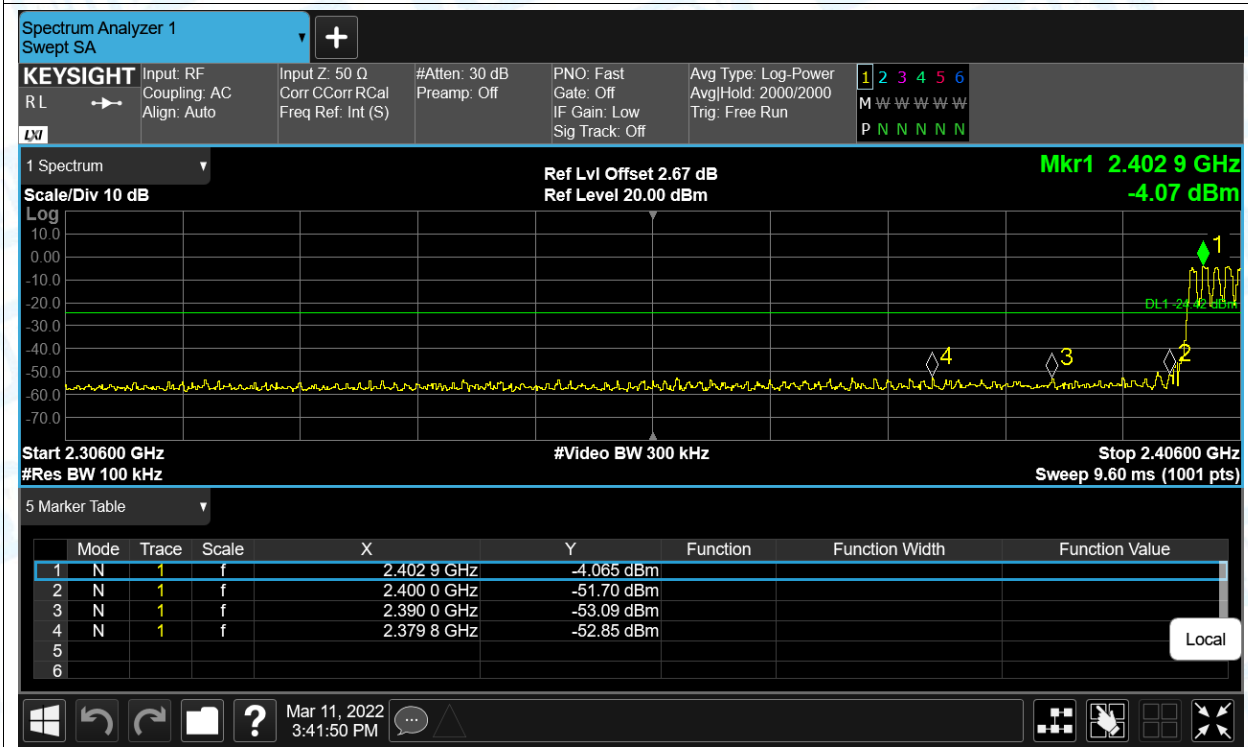 Spectrum Analyzer 1
Swept SA
KEYSIGHT Input: RF Input Z: 50 Ω #Atten: 30 dB PNO: Fast Avg Type: Log-Power 1 2 3 4 5 6
R L Coupling: AC Corr CCorr RCal Preamp: Off Gate: Off Avg|Hold: 2000/2000 M W W W W W
Align: Auto Freq Ref: Int (S) IF Gain: Low Trig: Free Run
LXI Sig Track: Off P N N N N N
1 Spectrum Ref Lvl Offset 2.67 dB Mkr1 2.402 9 GHz
Scale/Div 10 dB Ref Level 20.00 dBm -4.07 dBm
Log
10.0
1
0.00
-10.0
-20.0
DL1 -24.42 dBm
-30.0
-40.0
4 3 2
-50.0
-60.0
-70.0
Start 2.30600 GHz #Video BW 300 kHz Stop 2.40600 GHz
#Res BW 100 kHz Sweep 9.60 ms (1001 pts)
5 Marker Table
Mode Trace Scale X Y Function Function Width Function Value
1 N 1 f 2.402 9 GHz -4.065 dBm
2 N 1 f 2.400 0 GHz -51.70 dBm
3 N 1 f 2.390 0 GHz -53.09 dBm
4 N 1 f 2.379 8 GHz -52.85 dBm
5
6
Local
? Mar 11, 2022
3:41:50 PM